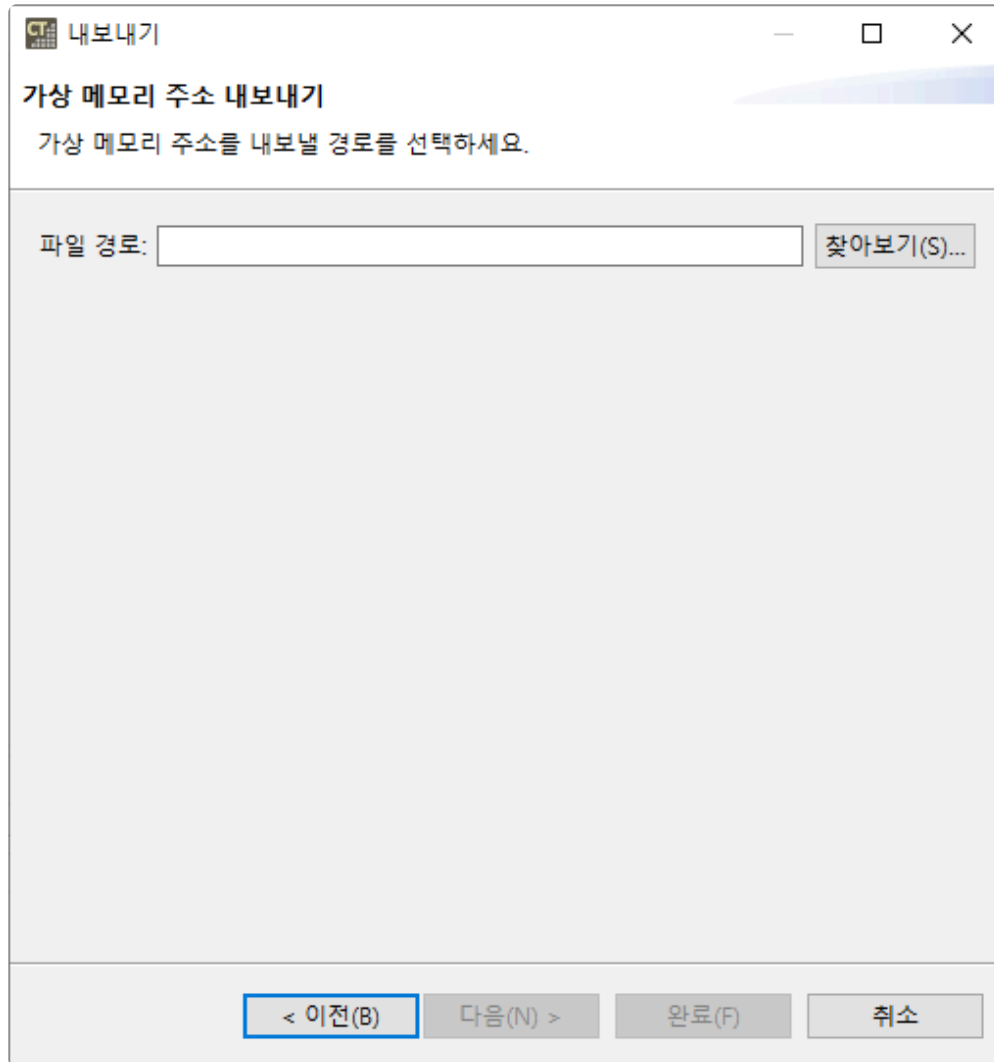 CT 내보내기
가상 메모리 주소 내보내기
가상 메모리 주소를 내보낼 경로를 선택하세요.
파일 경로: 찾아보기(S)...
< 이전(B) 다음(N) > 완료(F) 취소